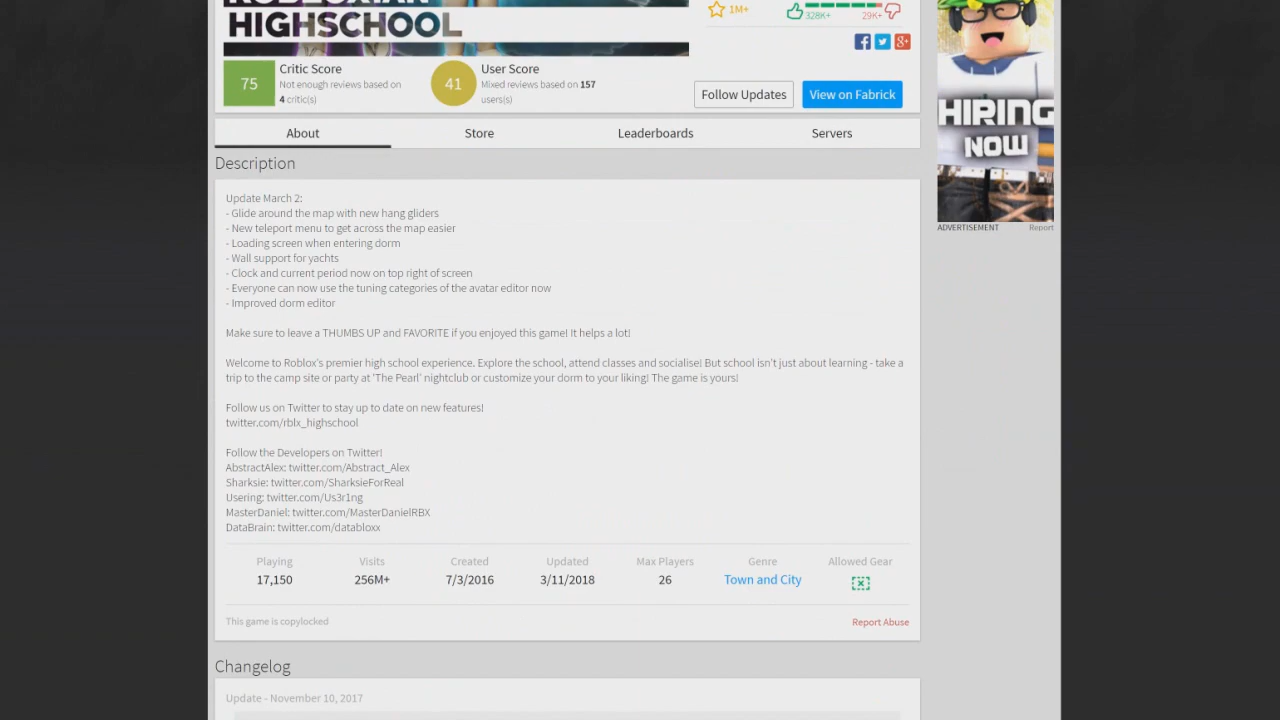 HIGHSCHOOL
1M+
328K+
29K+
75
Critic Score
Not enough reviews based on
4 critic(s)
41
User Score
Mixed reviews based on 157
users(s)
Follow Updates
View on Fabrick
HIRING
NOW
ADVERTISEMENT
Report
About
Store
Leaderboards
Servers
Description
Update March 2:
- Glide around the map with new hang gliders
- New teleport menu to get across the map easier
- Loading screen when entering dorm
- Wall support for yachts
- Clock and current period now on top right of screen
- Everyone can now use the tuning categories of the avatar editor now
- Improved dorm editor
Make sure to leave a THUMBS UP and FAVORITE if you enjoyed this game! It helps a lot!
Welcome to Roblox's premier high school experience. Explore the school, attend classes and socialise! But school isn't just about learning - take a
trip to the camp site or party at 'The Pearl' nightclub or customize your dorm to your liking! The game is yours!
Follow us on Twitter to stay up to date on new features!
twitter.com/rblx_highschool
Follow the Developers on Twitter!
AbstractAlex: twitter.com/Abstract_Alex
Sharksie: twitter.com/SharksieForReal
Usering: twitter.com/Us3r1ng
MasterDaniel: twitter.com/MasterDanielRBX
DataBrain: twitter.com/databloxx
Playing
Visits
Created
Updated
Max Players
Genre
Allowed Gear
17,150
256M+
7/3/2016
3/11/2018
26
Town and City
This game is copylocked
Report Abuse
Changelog
Update - November 10, 2017